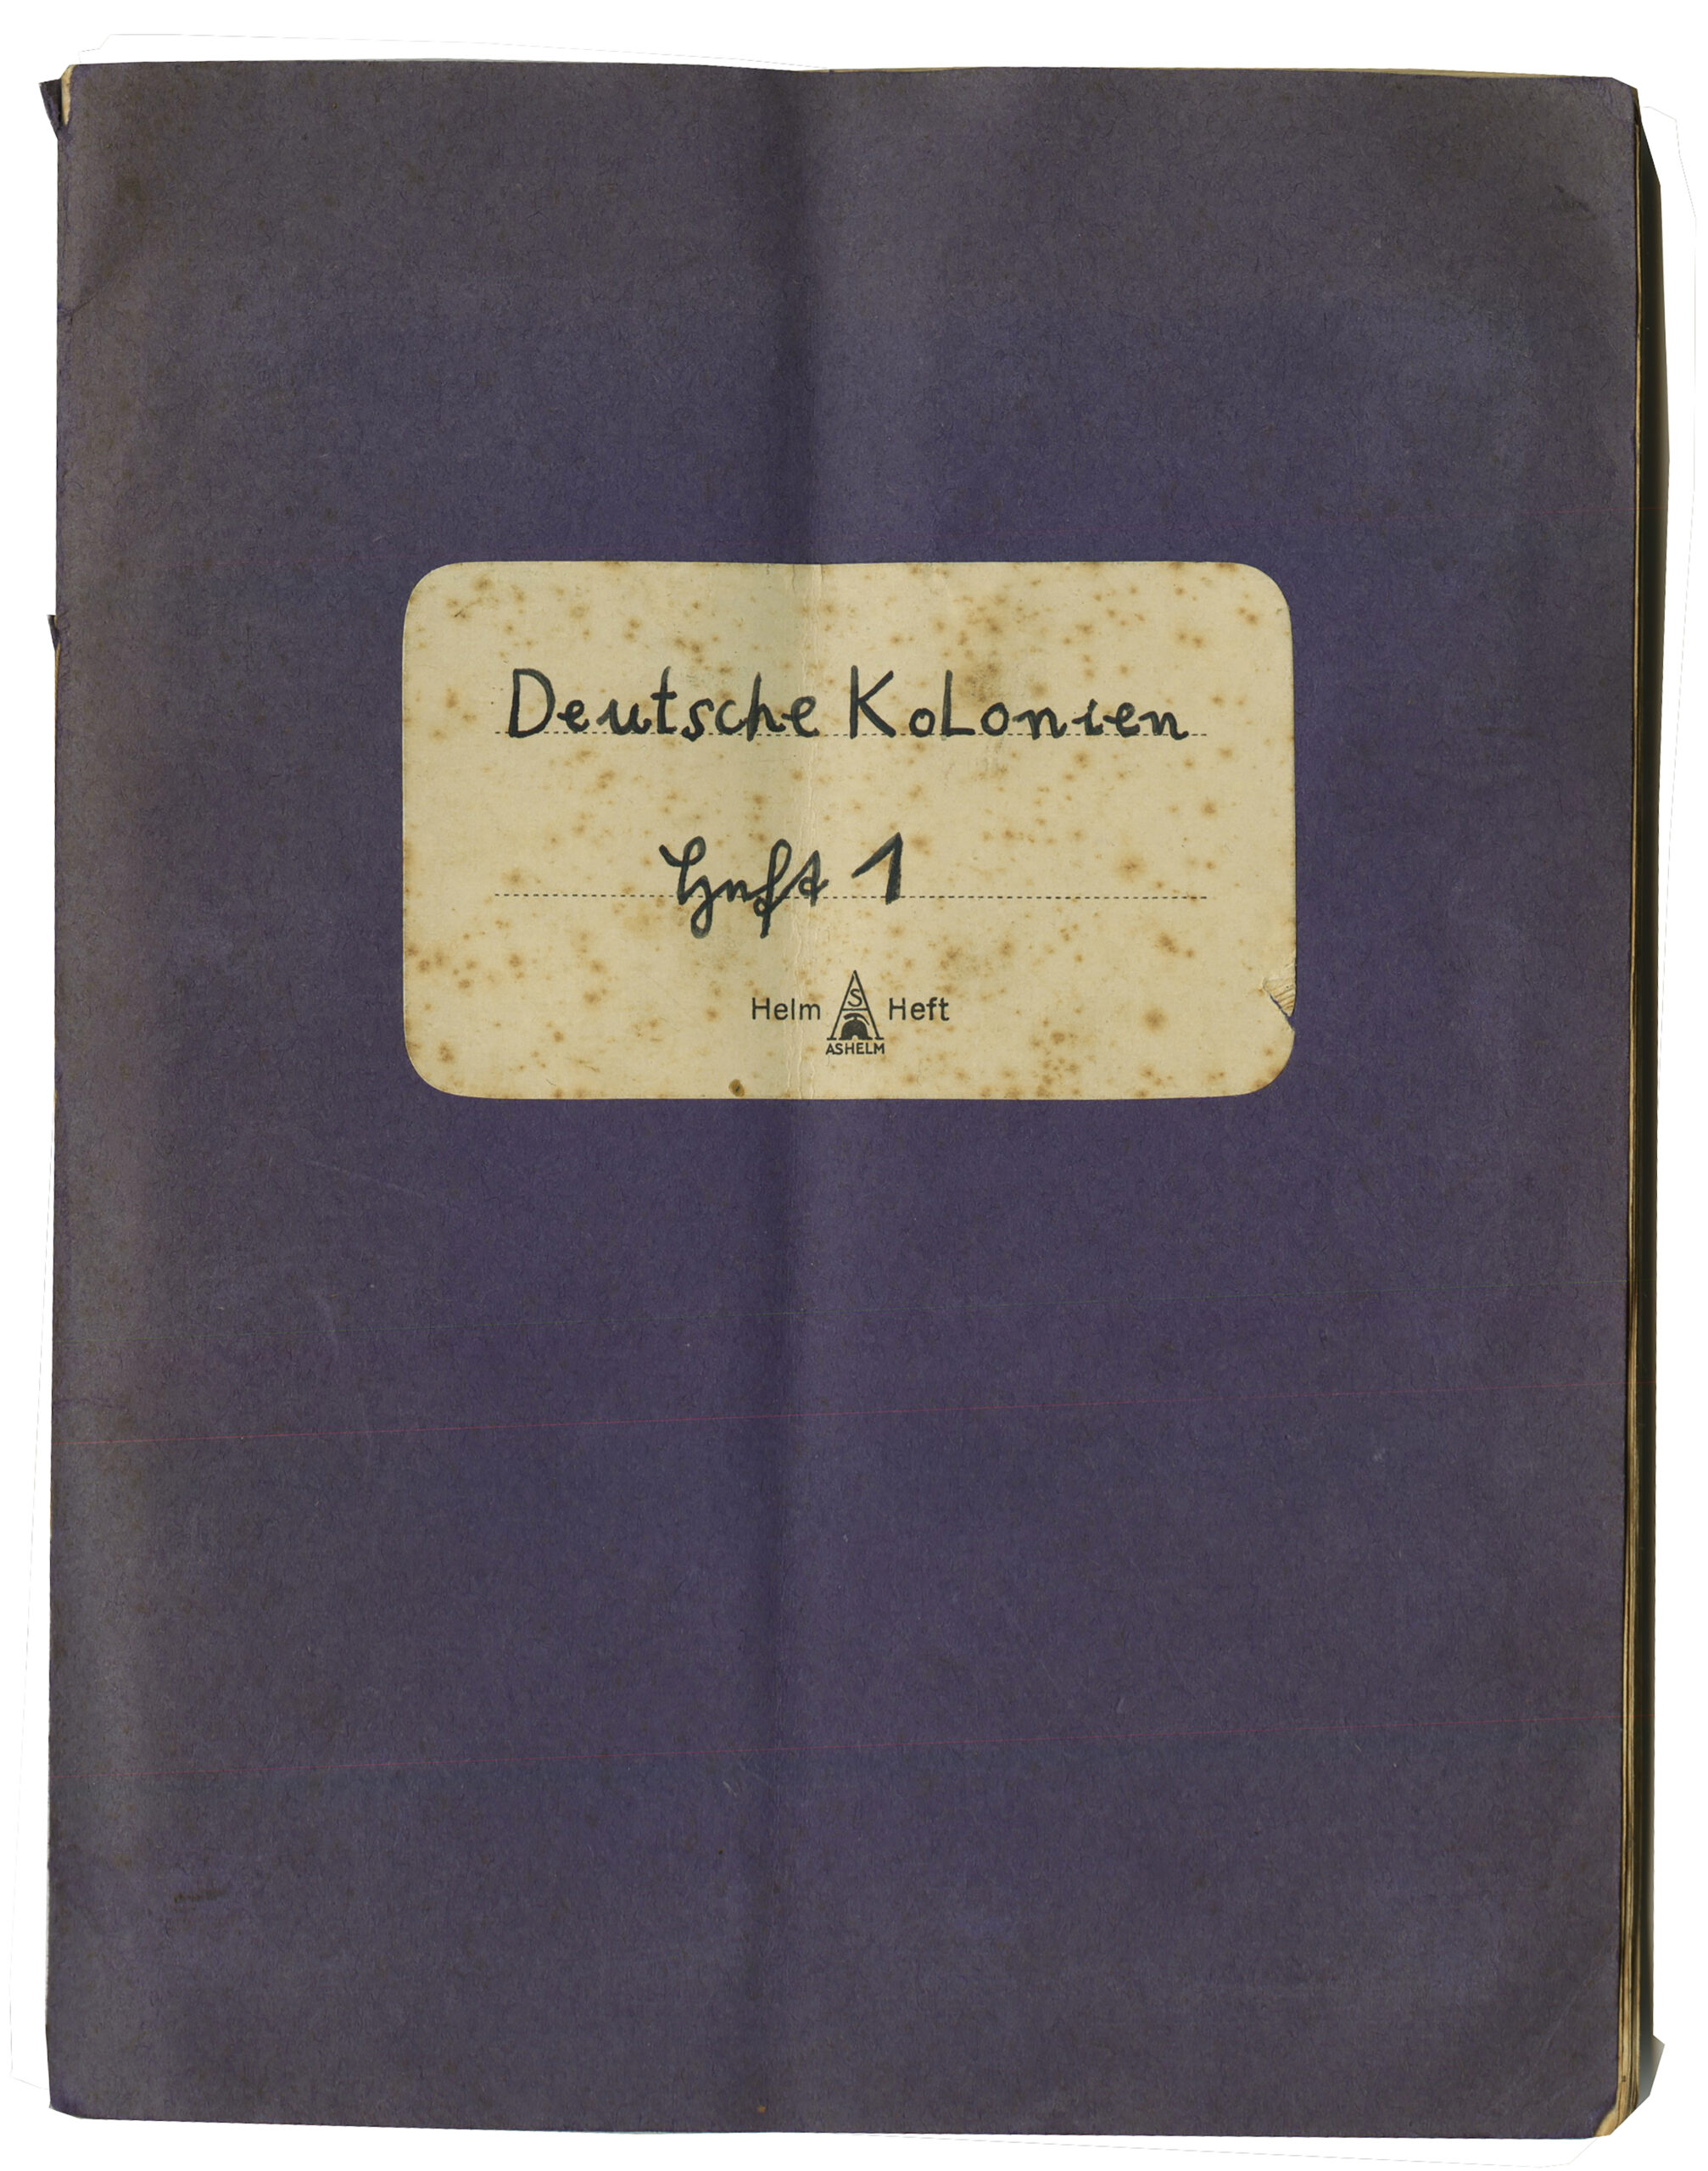 Deutsche Kolonien
Heft 1
Helm S Heft
ASHELM